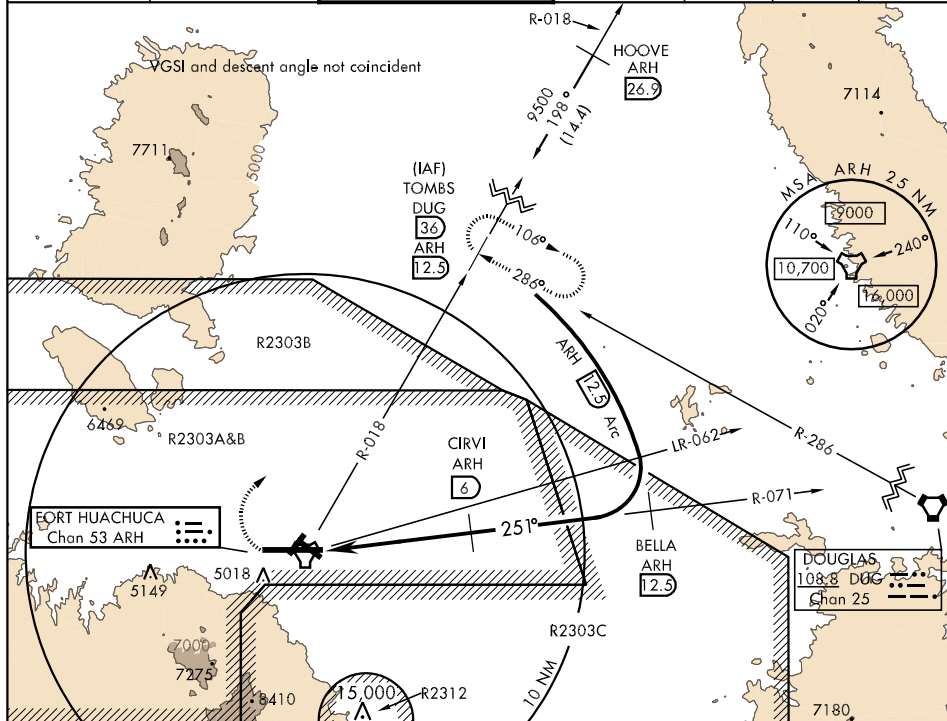 R-018
HOOVE
ARH
26.9
VGSI and descent angle not coincident
9500
198°
(14.4)
7114
7711
5000
(IAF)
TOMBS
DUG
36
ARH
12.5
MSA ARH 25 NM
9000
110°
240°
10,700
16,000
020°
106°
286°
R2303B
ARH
12.5
Arc
6469
R2303A&B
R-018
CIRVI
ARH
6
LR-062
R-286
R-071
251°
FORT HUACHUCA
Chan 53 ARH
BELLA
ARH
12.5
DOUGLAS
108.8 DUG
Chan 25
5149
5018
R2303C
7000
7275
8410
15,000
R2312
10 NM
7180